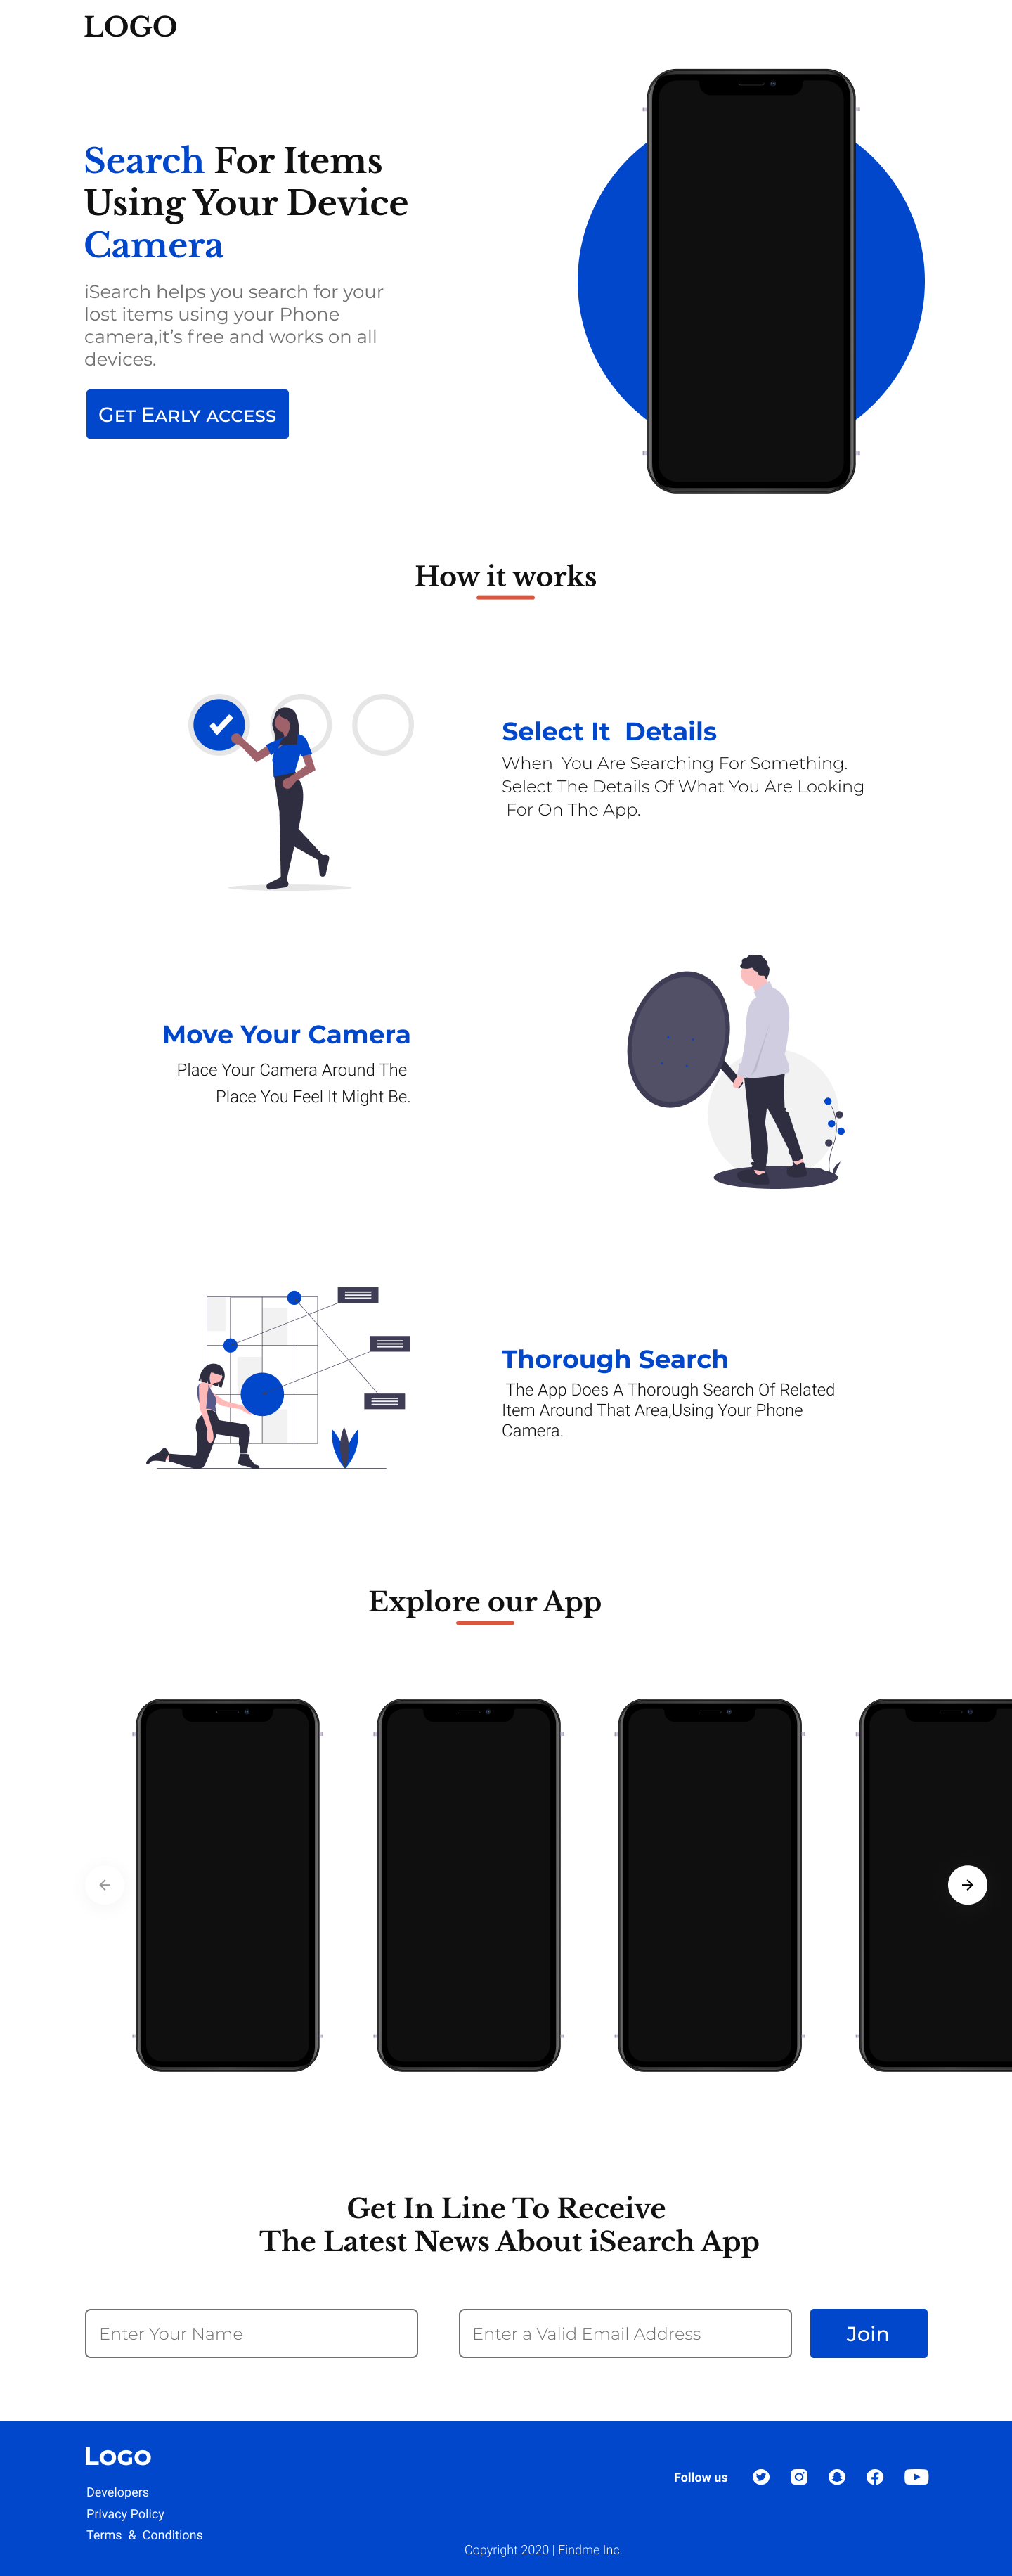 LOGO
Search For Items
Using Your Device
Camera
iSearch helps you search for your
lost items using your Phone
camera,it’s free and works on all
devices.
Get Early access
How it works
Select It  Details
When  You Are Searching For Something.
Select The Details Of What You Are Looking
For On The App.
Move Your Camera
Place Your Camera Around The
Place You Feel It Might Be.
Thorough Search
The App Does A Thorough Search Of Related
Item Around That Area,Using Your Phone
Camera.
Explore our App
Get In Line To Receive
The Latest News About iSearch App
Enter Your Name
Enter a Valid Email Address
Join
Logo
Follow us
Developers
Privacy Policy
Terms  &  Conditions
Copyright 2020 | Findme Inc.